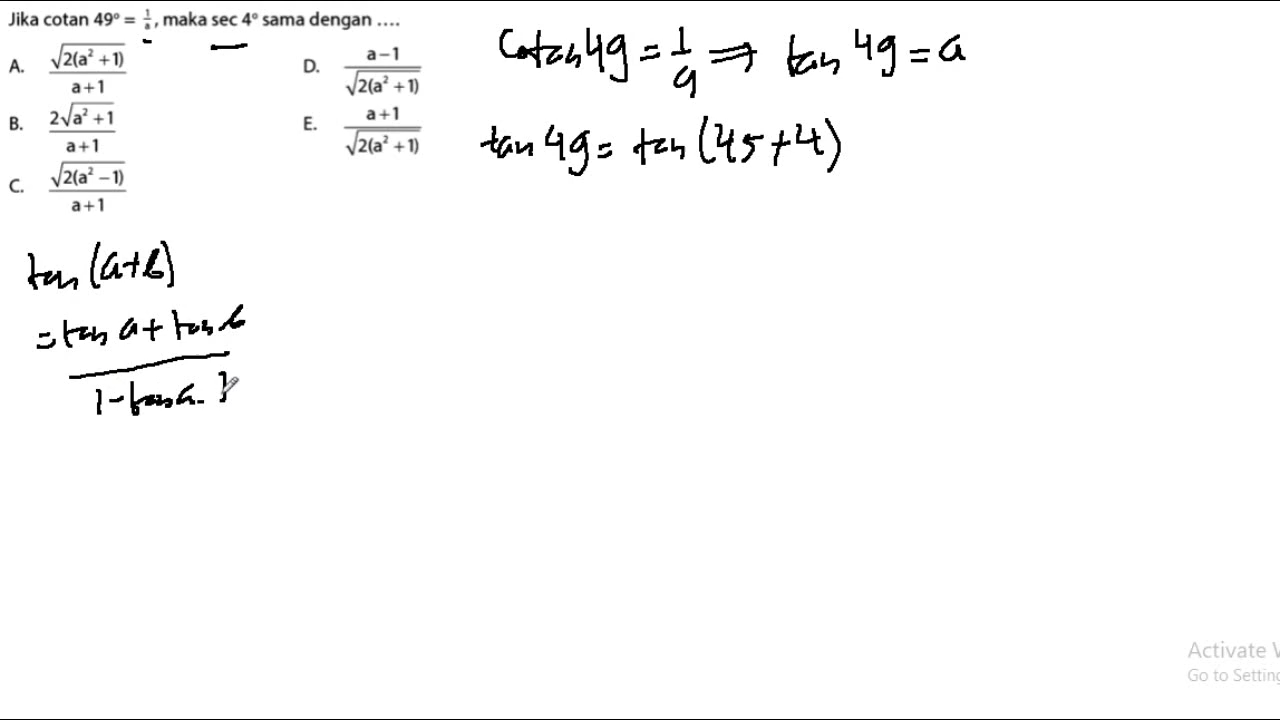 Jika cotan 49° = 1/a, maka sec 4° sama dengan ....
A. √(2(a² + 1)) / (a + 1)
B. 2√(a² + 1) / (a + 1)
C. √(2(a² − 1)) / (a + 1)
D. (a − 1) / √(2(a² + 1))
E. (a + 1) / √(2(a² + 1))
Cotan 49 = 1/a ⇒ tan 49 = a
tan 49 = tan (45 + 4)
tan (a+b)
= (tan a + tan b) / (1 - tan a .
Activate
Go to Setting